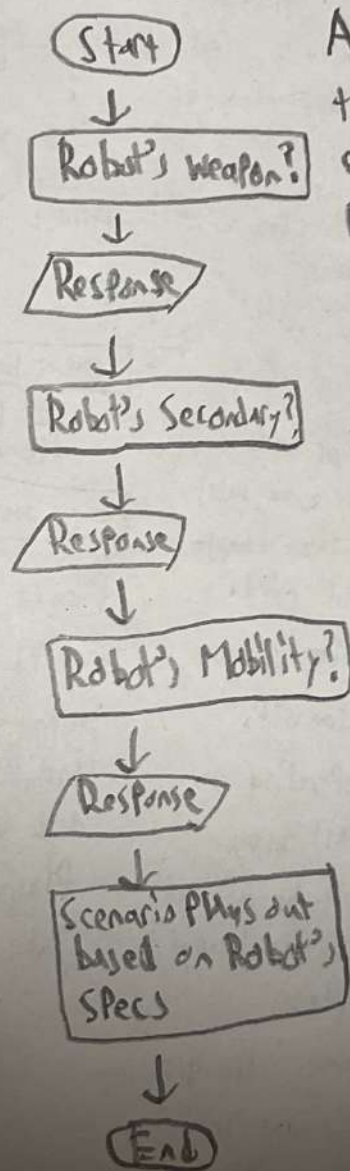 Start
Robot's Weapon?
Response
Robot's Secondary?
Response
Robot's Mobility?
Response
Scenario Plays out
based on Robot's
Specs
End
A